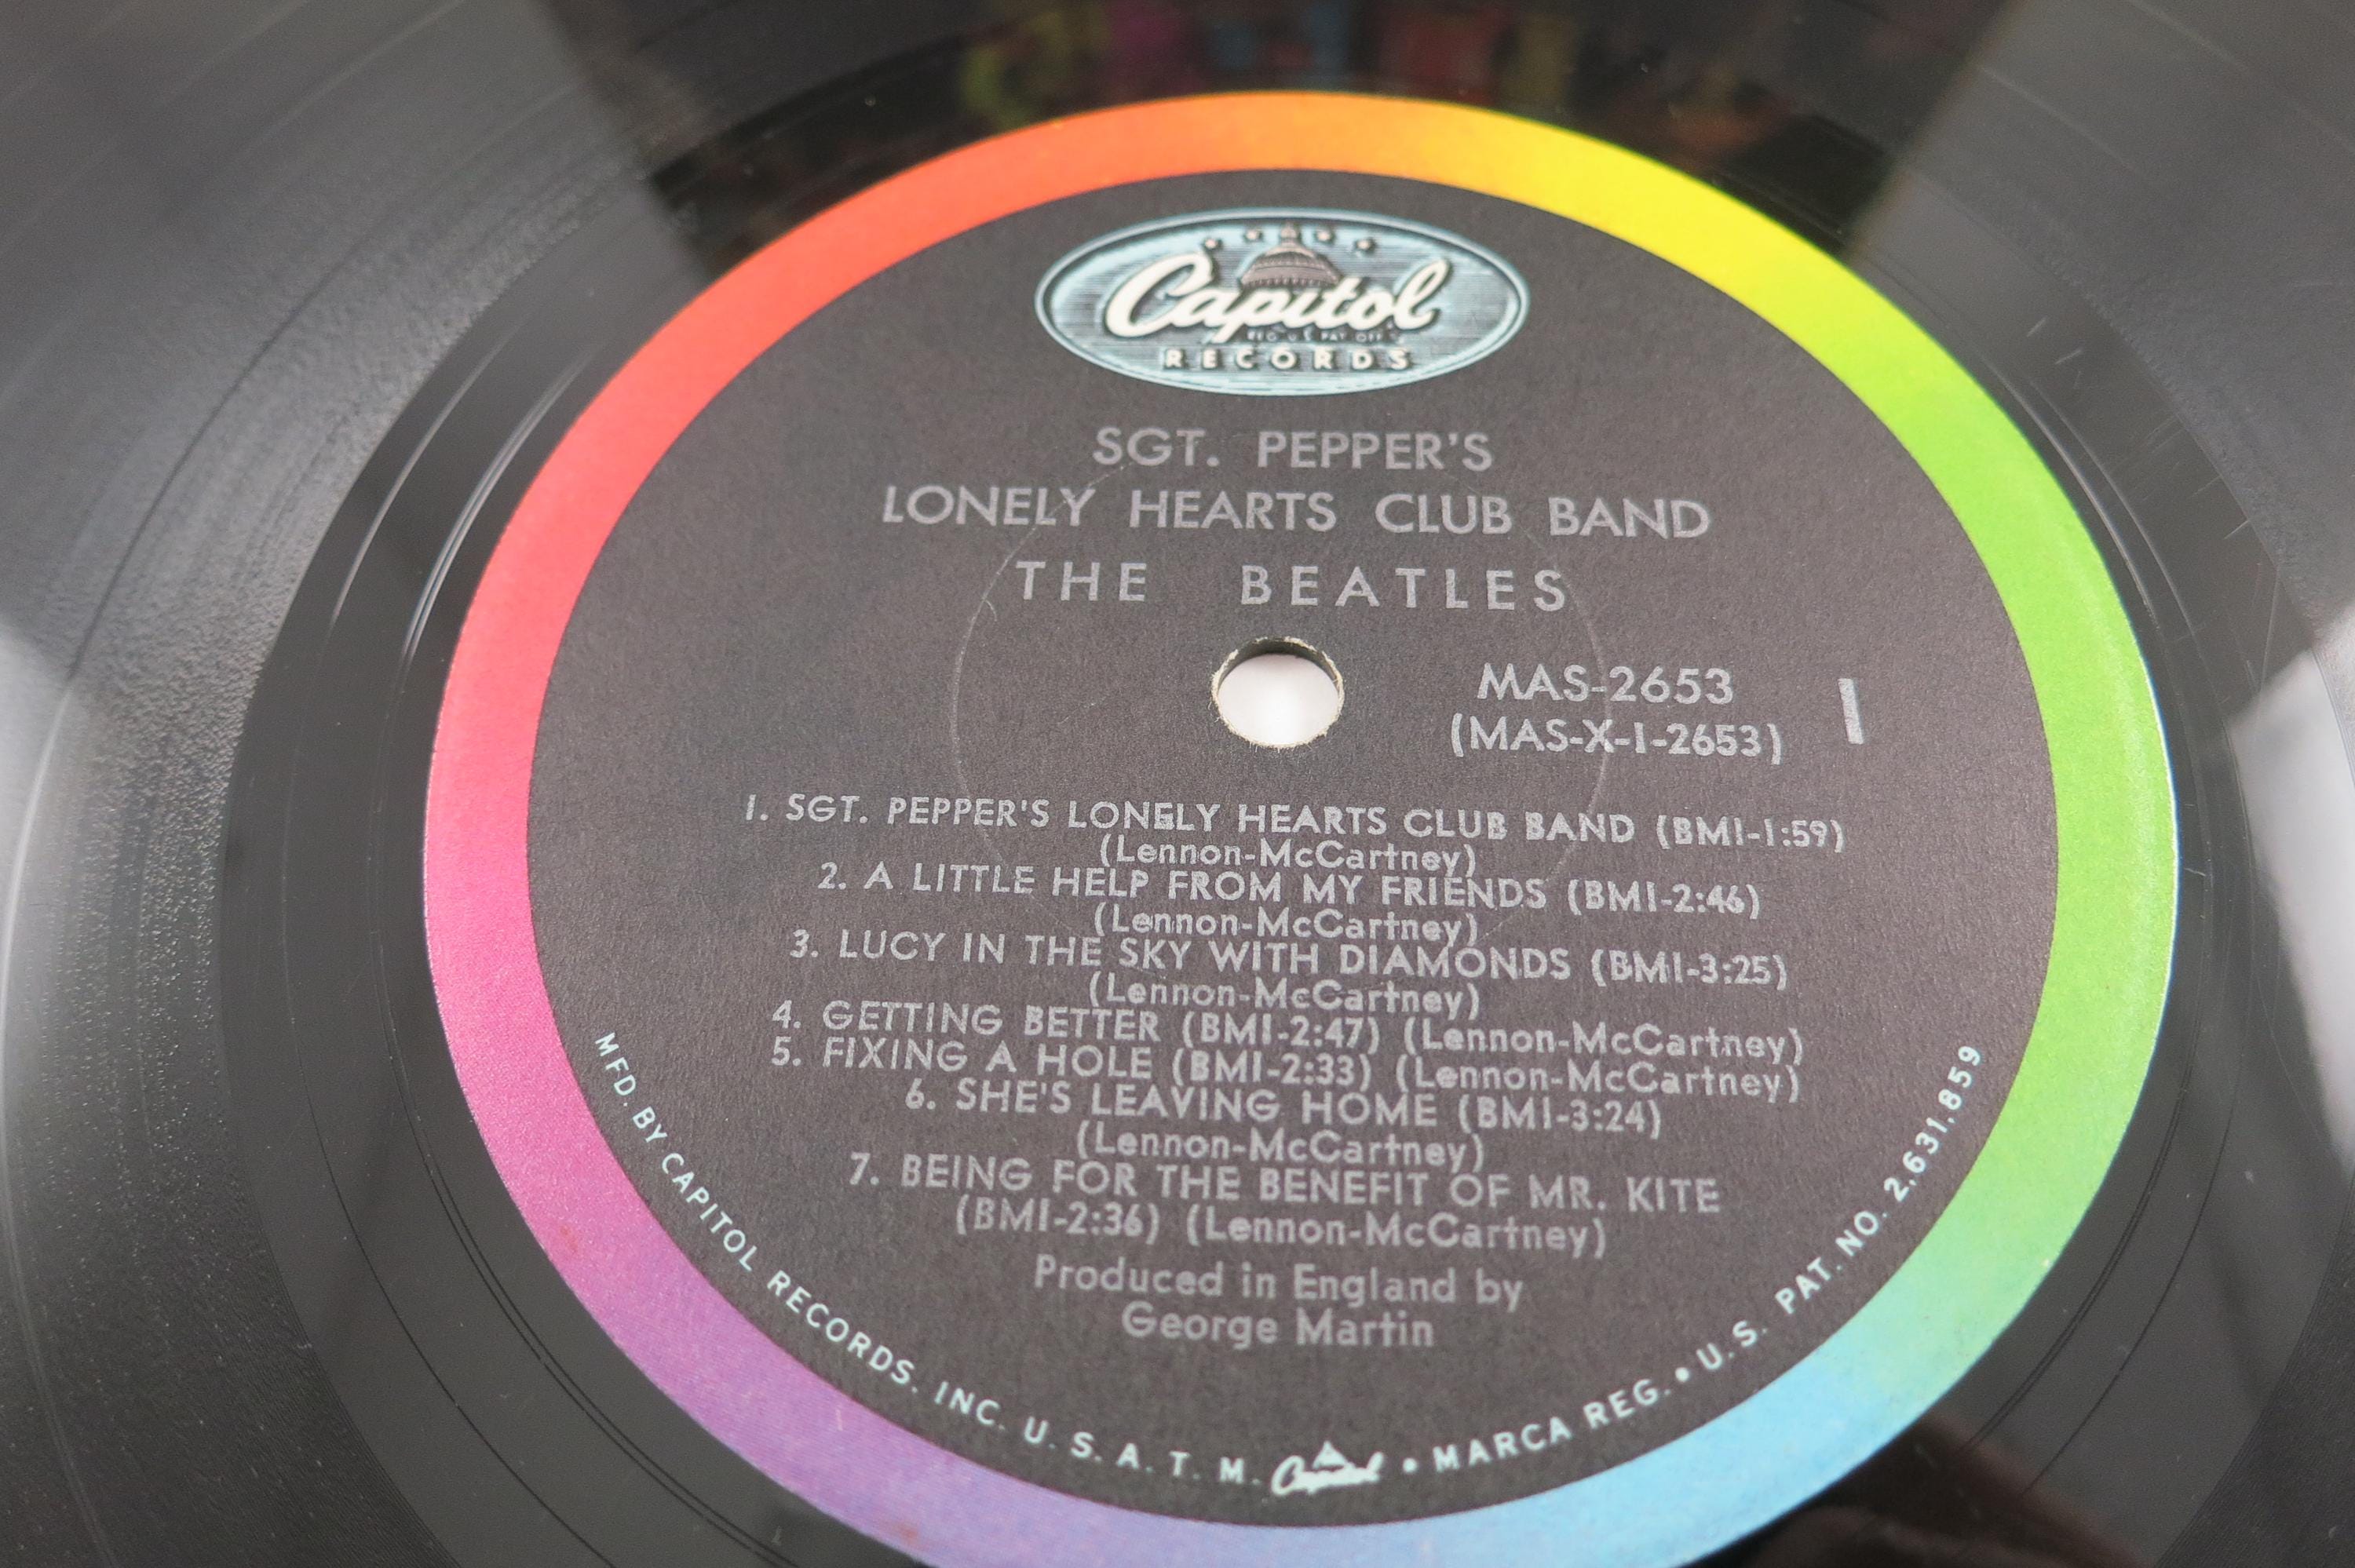 Capitol
REG. U.S. PAT. OFF.
RECORDS
SGT. PEPPER'S
LONELY HEARTS CLUB BAND
THE BEATLES
MAS-2653
(MAS-X-1-2653)
1
1. SGT. PEPPER'S LONELY HEARTS CLUB BAND (BMI-1:59)
(Lennon-McCartney)
2. A LITTLE HELP FROM MY FRIENDS (BMI-2:46)
(Lennon-McCartney)
3. LUCY IN THE SKY WITH DIAMONDS (BMI-3:25)
(Lennon-McCartney)
4. GETTING BETTER (BMI-2:47) (Lennon-McCartney)
5. FIXING A HOLE (BMI-2:33) (Lennon-McCartney)
6. SHE'S LEAVING HOME (BMI-3:24)
(Lennon-McCartney)
7. BEING FOR THE BENEFIT OF MR. KITE
(BMI-2:36) (Lennon-McCartney)
Produced in England by
George Martin
MFD. BY CAPITOL RECORDS, INC. U.S.A. T.M. Capitol • MARCA REG. • U.S. PAT. NO. 2,631,859